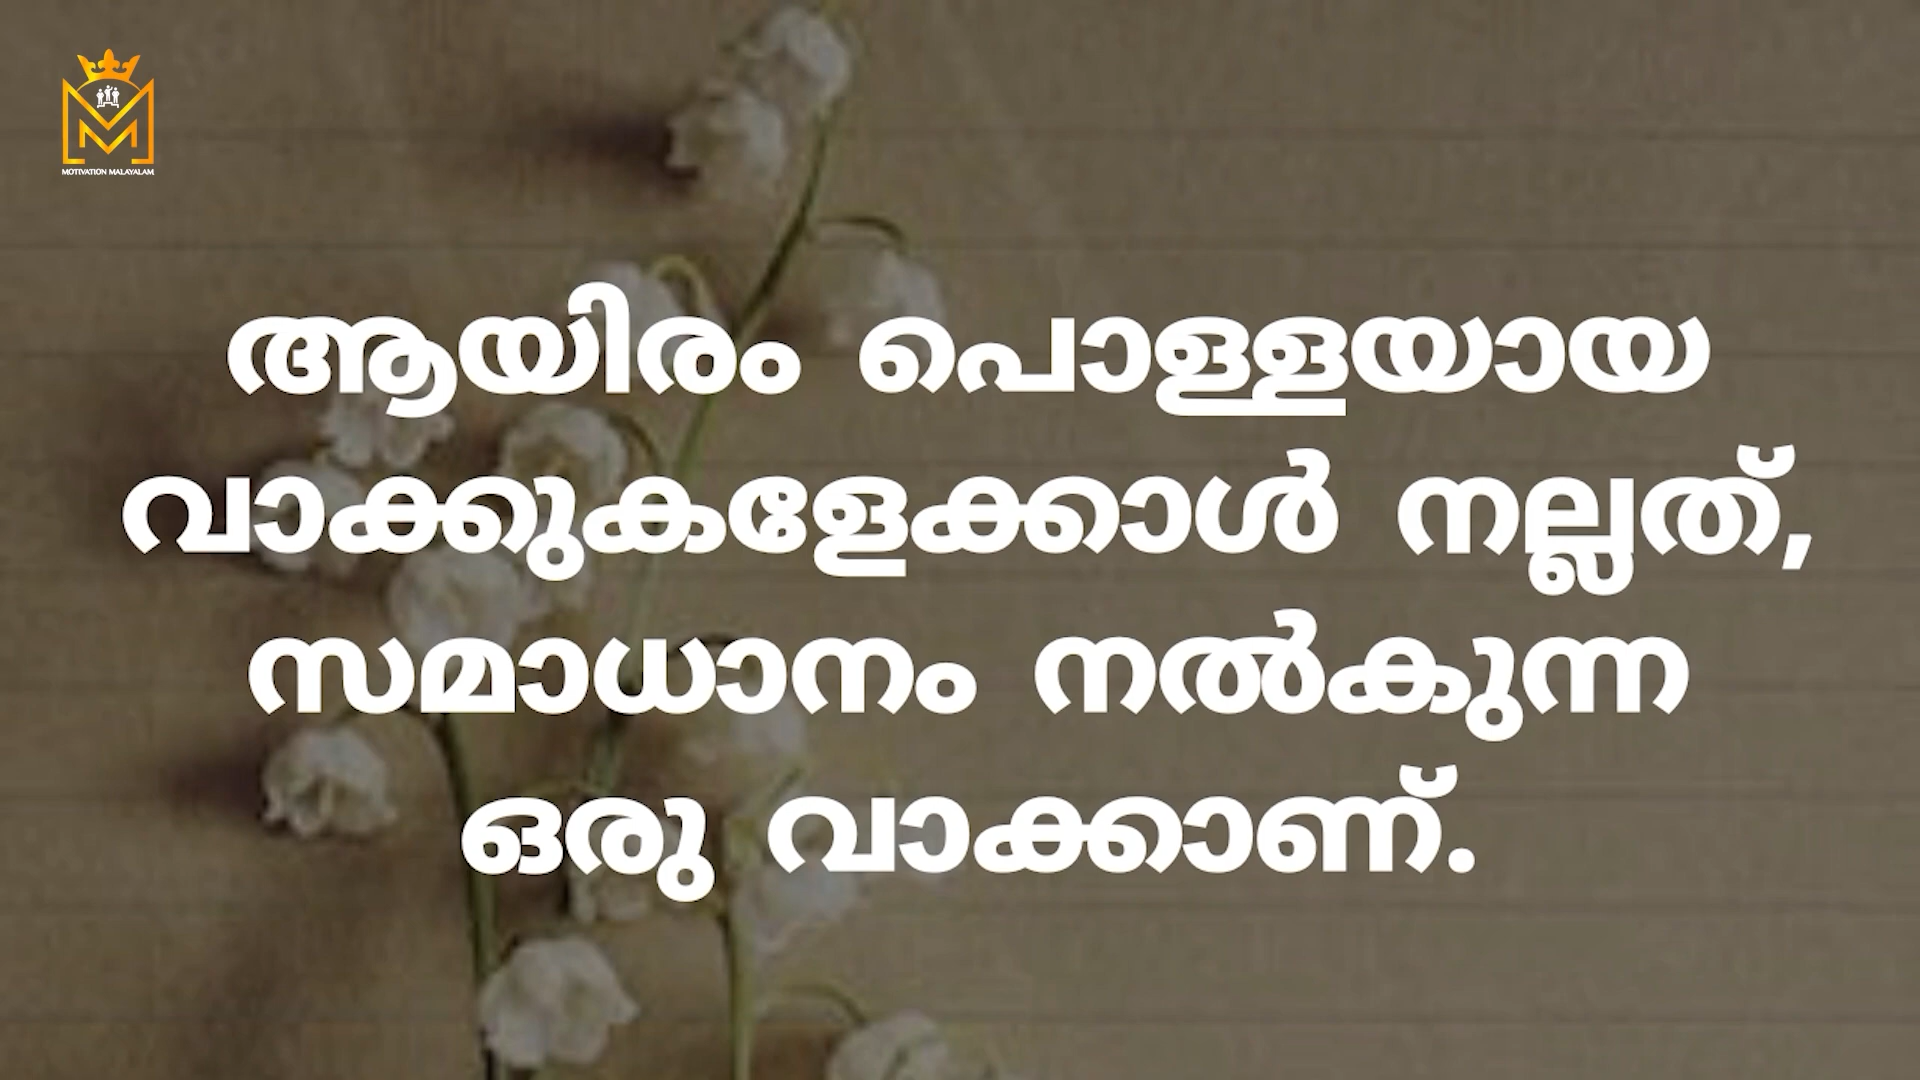 MOTIVATION MALAYALAM
ആയിരം പൊള്ളയായ
വാക്കുകളേക്കാൾ നല്ലത്,
സമാധാനം നൽകുന്ന
ഒരു വാക്കാണ്.